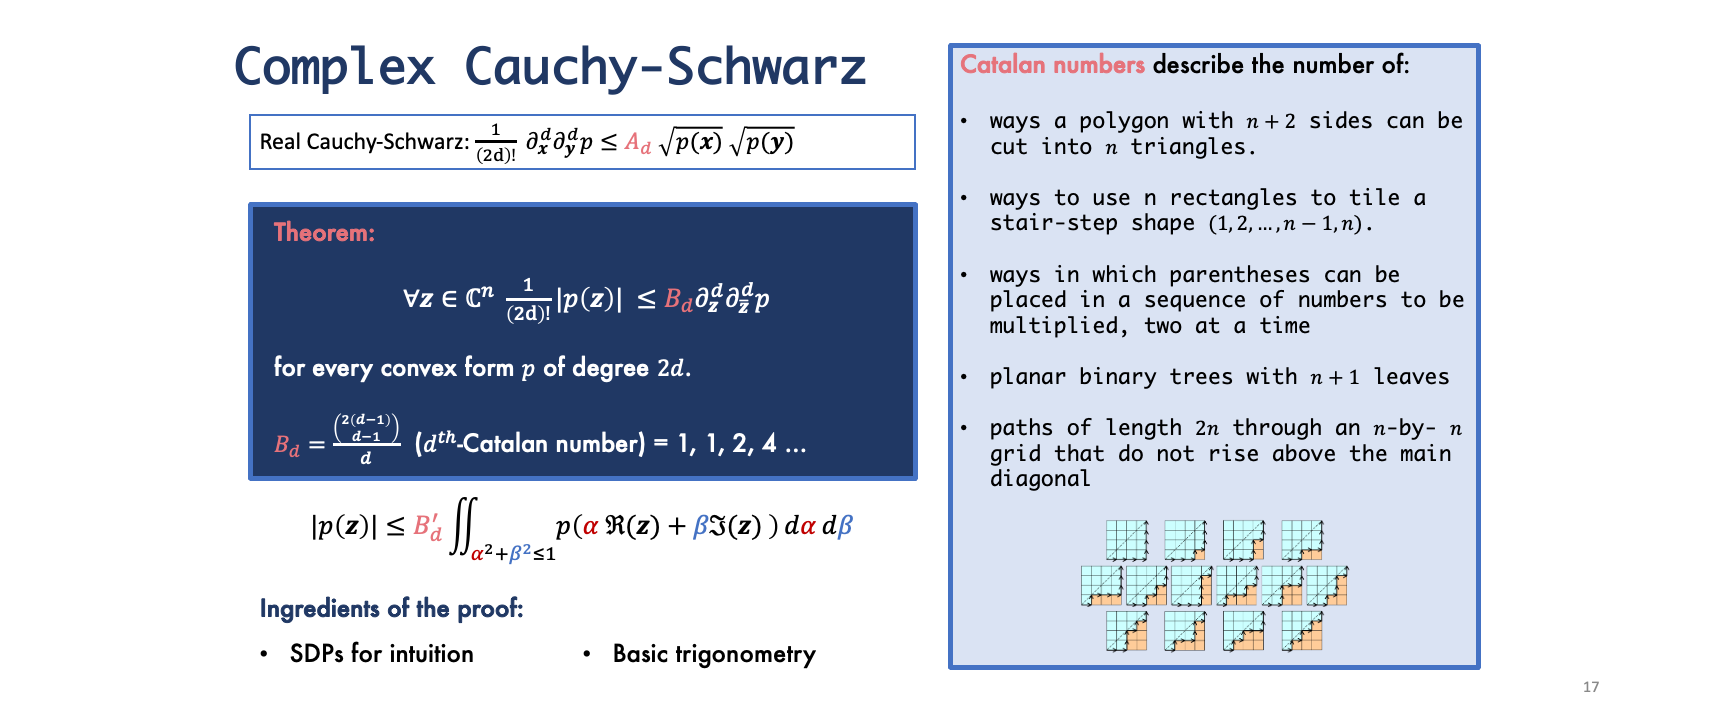 Complex Cauchy-Schwarz
Real Cauchy-Schwarz: $\frac{1}{(2d)!} \partial_{\boldsymbol{x}}^{d} \partial_{\boldsymbol{y}}^{d} p \leq A_d \sqrt{p(\boldsymbol{x})} \sqrt{p(\boldsymbol{y})}$
Theorem:
$\forall \boldsymbol{z} \in \mathbb{C}^n \ \frac{1}{(2d)!} |p(\boldsymbol{z})| \leq B_d \partial_{\boldsymbol{z}}^{d} \partial_{\bar{\boldsymbol{z}}}^{d} p$
for every convex form $p$ of degree $2d$.
$B_d = \frac{\binom{2(d-1)}{d-1}}{d}$ ($d^{th}$-Catalan number) = 1, 1, 2, 4 …
$|p(\boldsymbol{z})| \leq B'_d \iint_{\alpha^2+\beta^2 \leq 1} p(\alpha \Re(\boldsymbol{z}) + \beta \Im(\boldsymbol{z})) \, d\alpha \, d\beta$
Ingredients of the proof:
• SDPs for intuition
• Basic trigonometry
Catalan numbers describe the number of:
• ways a polygon with $n + 2$ sides can be
cut into $n$ triangles.
• ways to use n rectangles to tile a
stair-step shape $(1, 2, …, n − 1, n)$.
• ways in which parentheses can be
placed in a sequence of numbers to be
multiplied, two at a time
• planar binary trees with $n + 1$ leaves
• paths of length $2n$ through an $n$-by- $n$
grid that do not rise above the main
diagonal
17